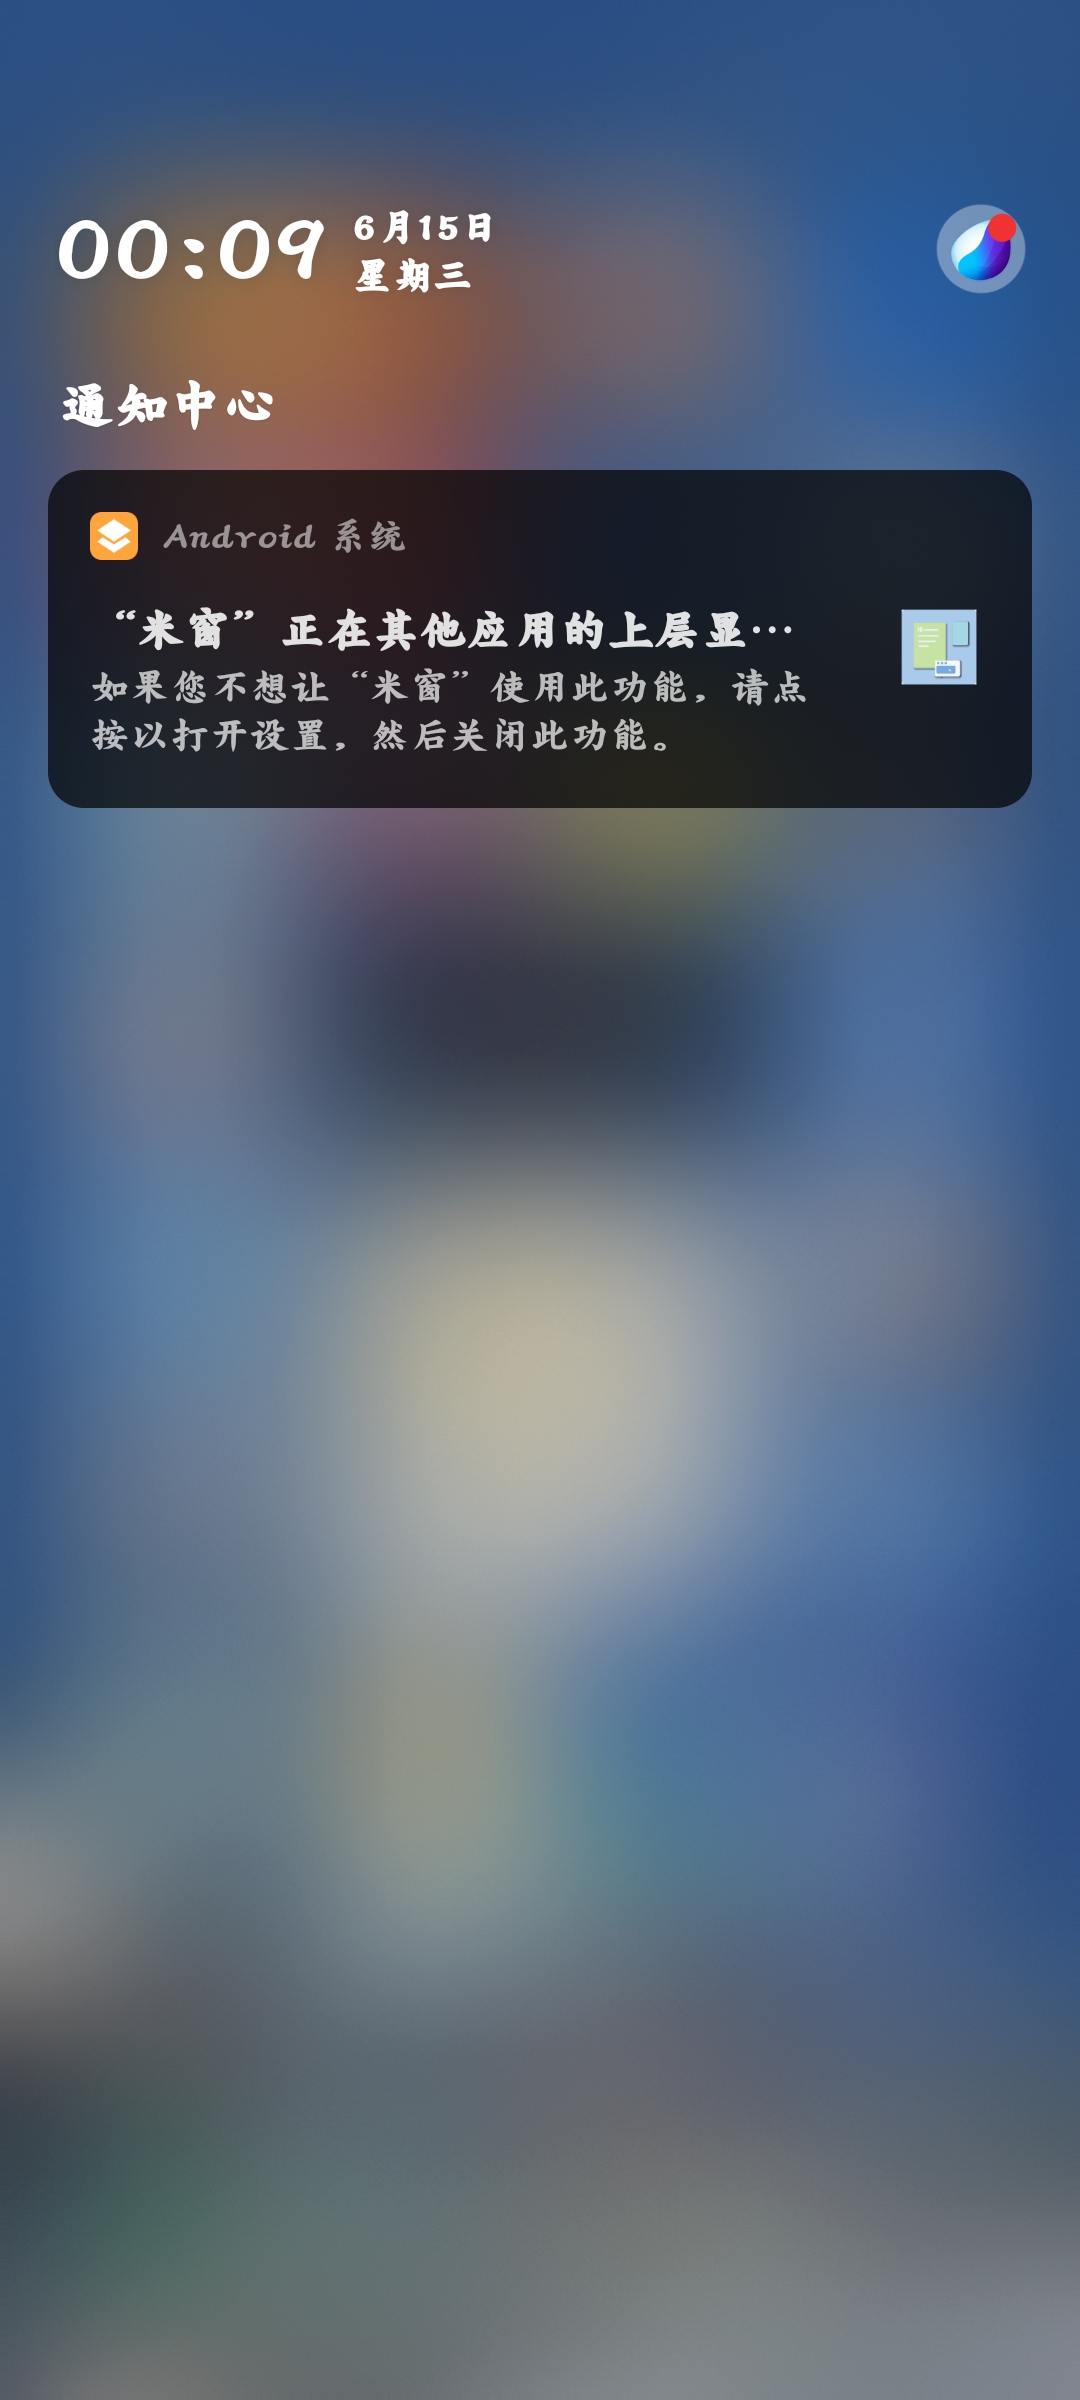 00:09
6月15日
星期三
通知中心
Android 系统
“米窗”正在其他应用的上层显…
如果您不想让“米窗”使用此功能，请点
按以打开设置，然后关闭此功能。